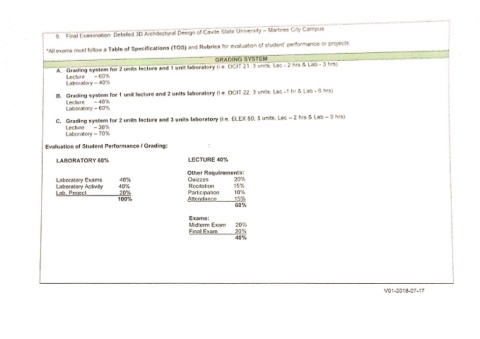 9. Final Examination Detailed 3D Architectural Design of Cavite State University – Martires City Campus
*All exams must follow a Table of Specifications (TOS) and Rubrics for evaluation of student performance or projects.
GRADING SYSTEM
A. Grading system for 2 units lecture and 1 unit laboratory (i.e. DCIT 21, 3 units, Lec - 2 hrs & Lab - 3 hrs)
Lecture - 60%
Laboratory - 40%
B. Grading system for 1 unit lecture and 2 units laboratory (i.e. DCIT 22, 3 units, Lec - 1 hr & Lab - 6 hrs)
Lecture - 40%
Laboratory - 60%
C. Grading system for 2 units lecture and 3 units laboratory (i.e. ELEX 50, 5 units, Lec – 2 hrs & Lab – 9 hrs)
Lecture - 30%
Laboratory - 70%
Evaluation of Student Performance / Grading:
LABORATORY 60%
Laboratory Exams 40%
Laboratory Activity 40%
Lab. Project 20%
100%
LECTURE 40%
Other Requirements:
Quizzes 20%
Recitation 15%
Participation 10%
Attendance 15%
60%
Exams:
Midterm Exam 20%
Final Exam 20%
40%
V01-2018-07-17